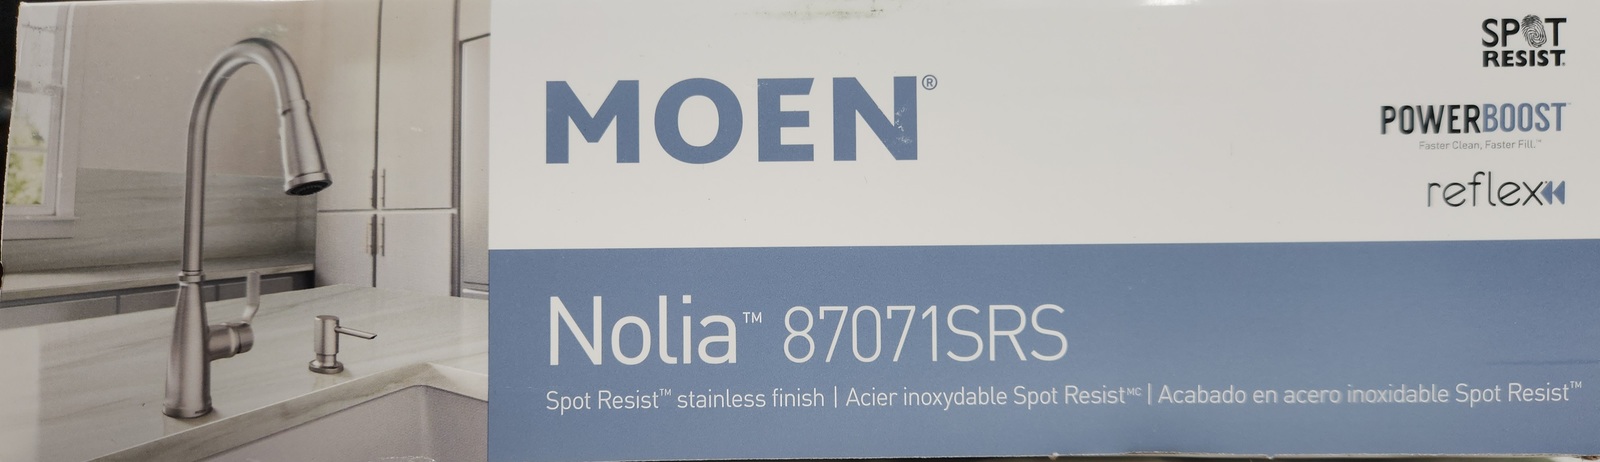 MOEN®
SPOT
RESIST®
POWERBOOST™
Faster Clean, Faster Fill.™
reflex
Nolia™ 87071SRS
Spot Resist™ stainless finish | Acier inoxydable Spot Resistᴹᶜ | Acabado en acero inoxidable Spot Resist™